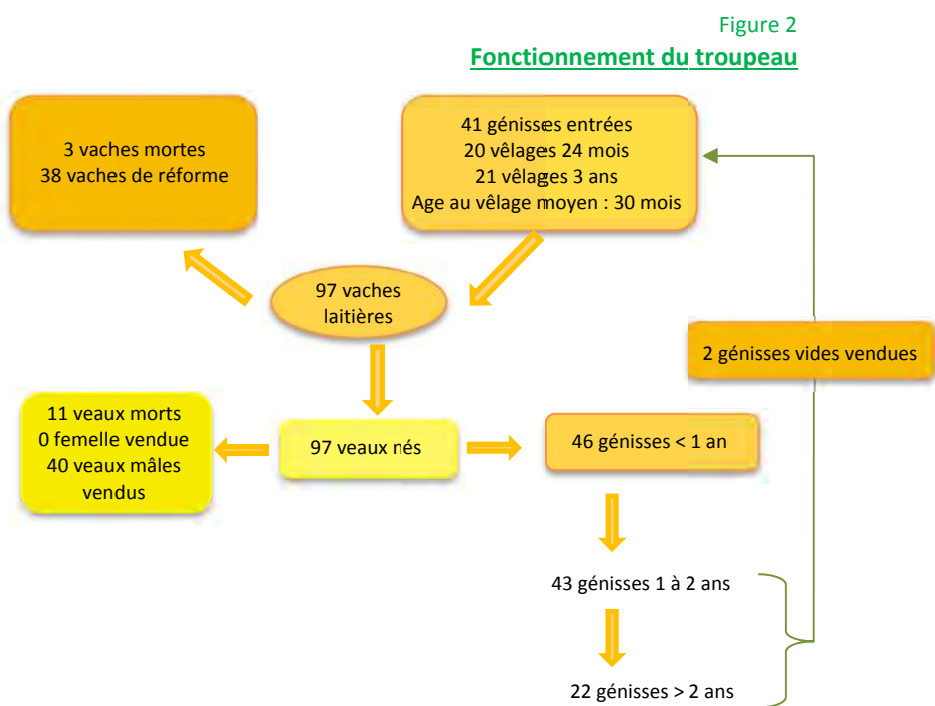 Figure 2
Fonctionnement du troupeau
3 vaches mortes
38 vaches de réforme
41 génisses entrées
20 vêlages 24 mois
21 vêlages 3 ans
Age au vêlage moyen : 30 mois
97 vaches
laitières
2 génisses vides vendues
11 veaux morts
0 femelle vendue
40 veaux mâles
vendus
97 veaux nés
46 génisses < 1 an
43 génisses 1 à 2 ans
22 génisses > 2 ans